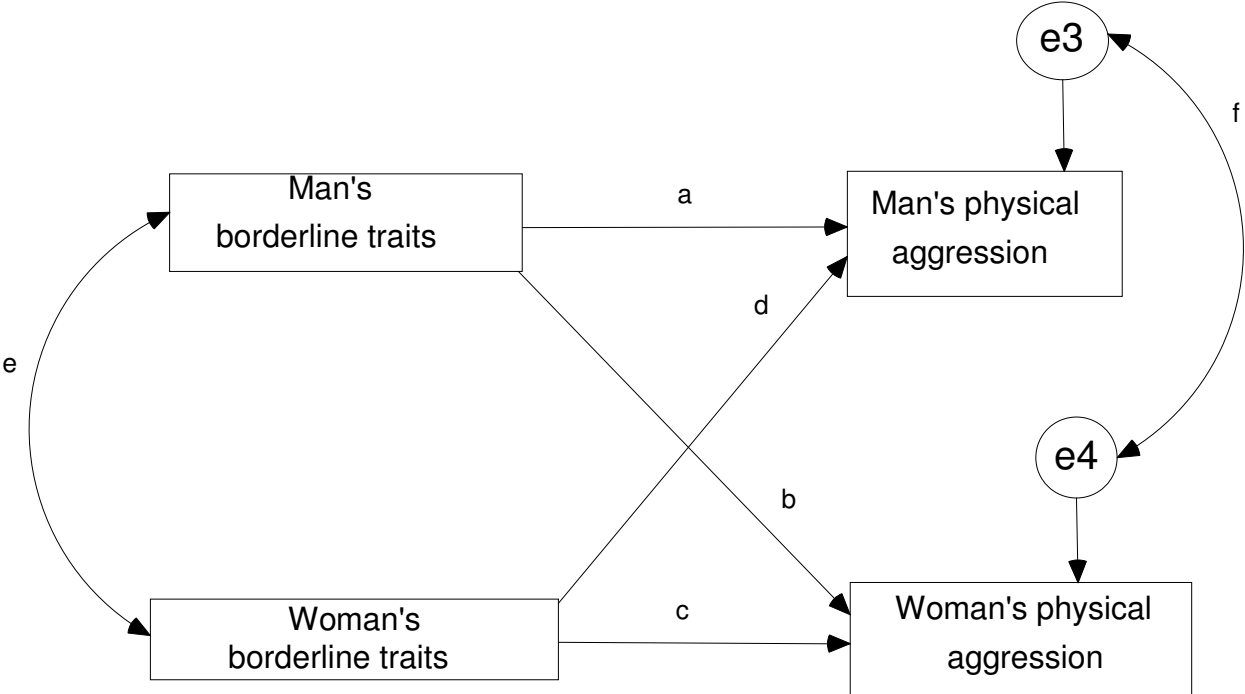 e3
f
Man's
borderline traits
a
Man's physical
aggression
d
e
e4
b
Woman's
borderline traits
c
Woman's physical
aggression